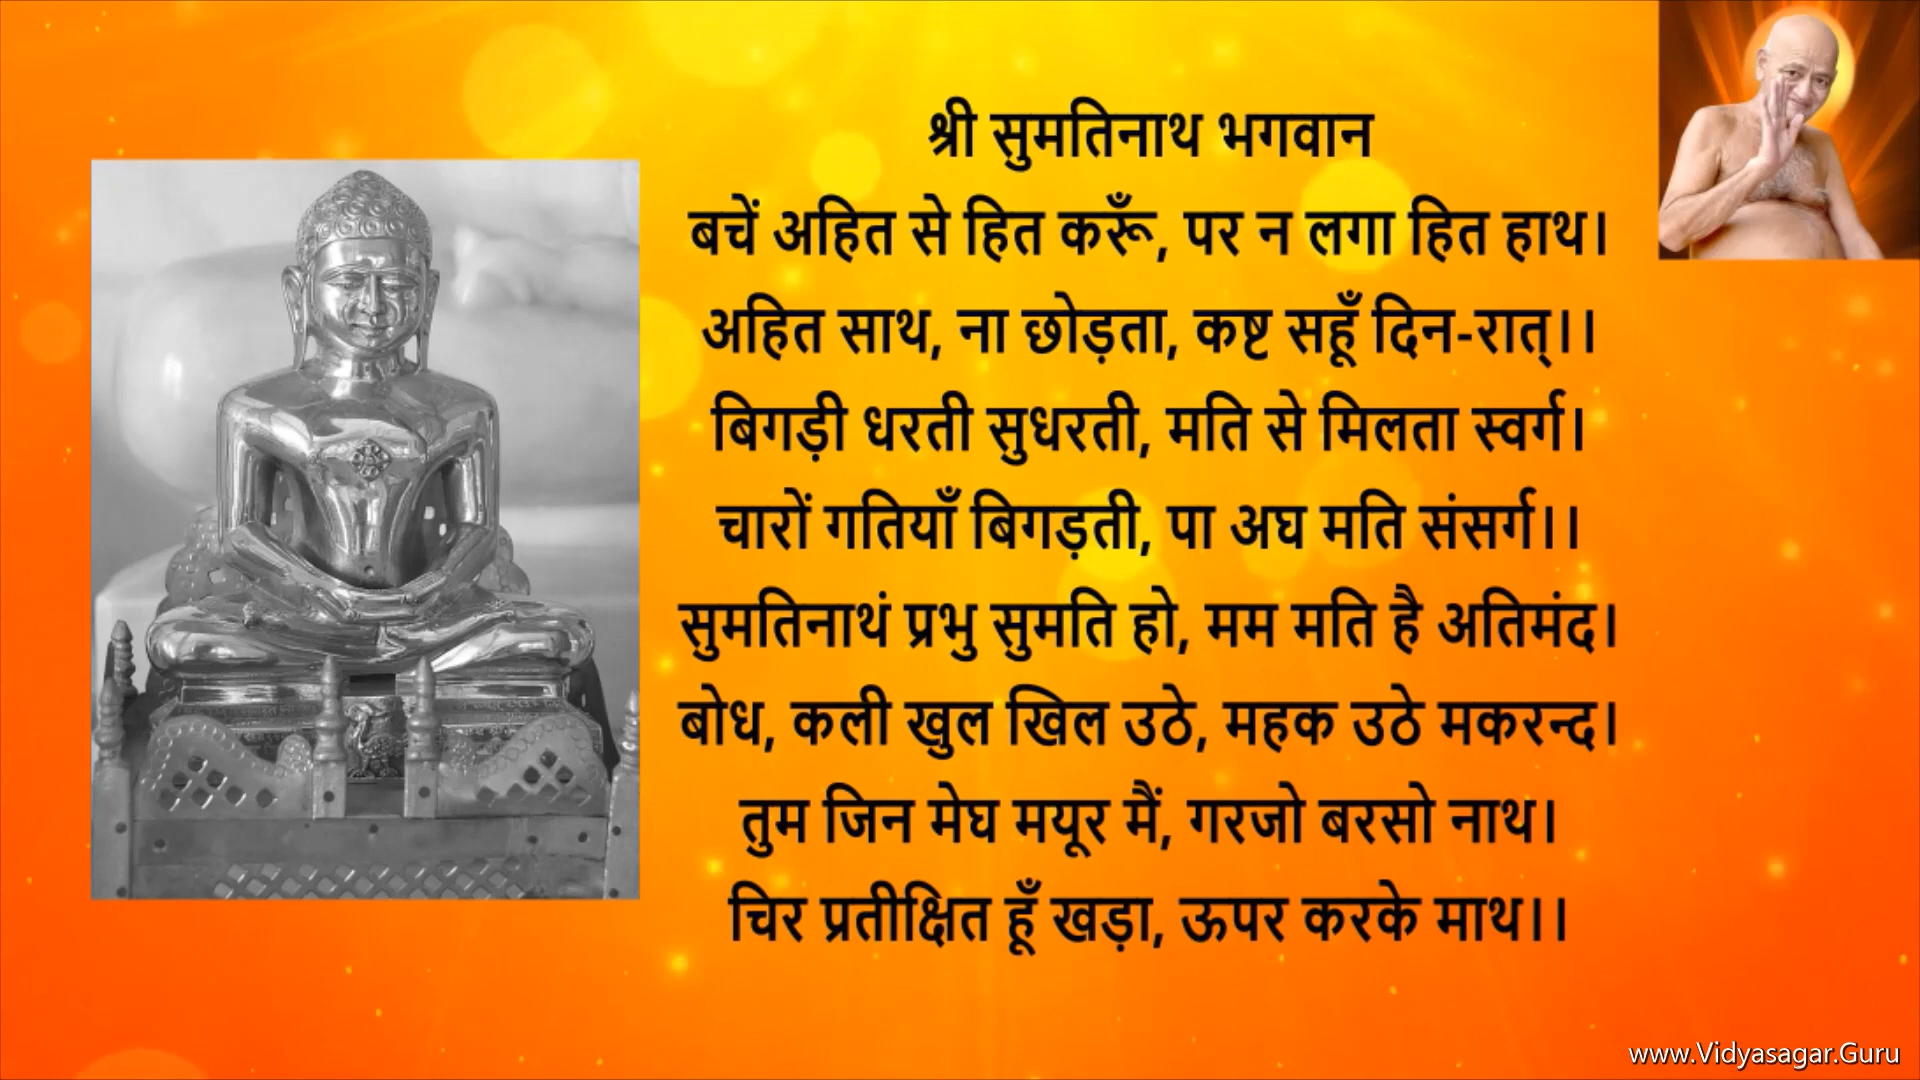 श्री सुमतिनाथ भगवान
बचें अहित से हित करूँ, पर न लगा हित हाथ।
अहित साथ, ना छोड़ता, कष्ट सहूँ दिन-रात्।।
बिगड़ी धरती सुधरती, मति से मिलता स्वर्ग।
चारों गतियाँ बिगड़ती, पा अघ मति संसर्ग।।
सुमतिनाथं प्रभु सुमति हो, मम मति है अतिमंद।
बोध, कली खुल खिल उठे, महक उठे मकरन्द।
तुम जिन मेघ मयूर मैं, गरजो बरसो नाथ।
चिर प्रतीक्षित हूँ खड़ा, ऊपर करके माथ।।
www.Vidyasagar.Guru